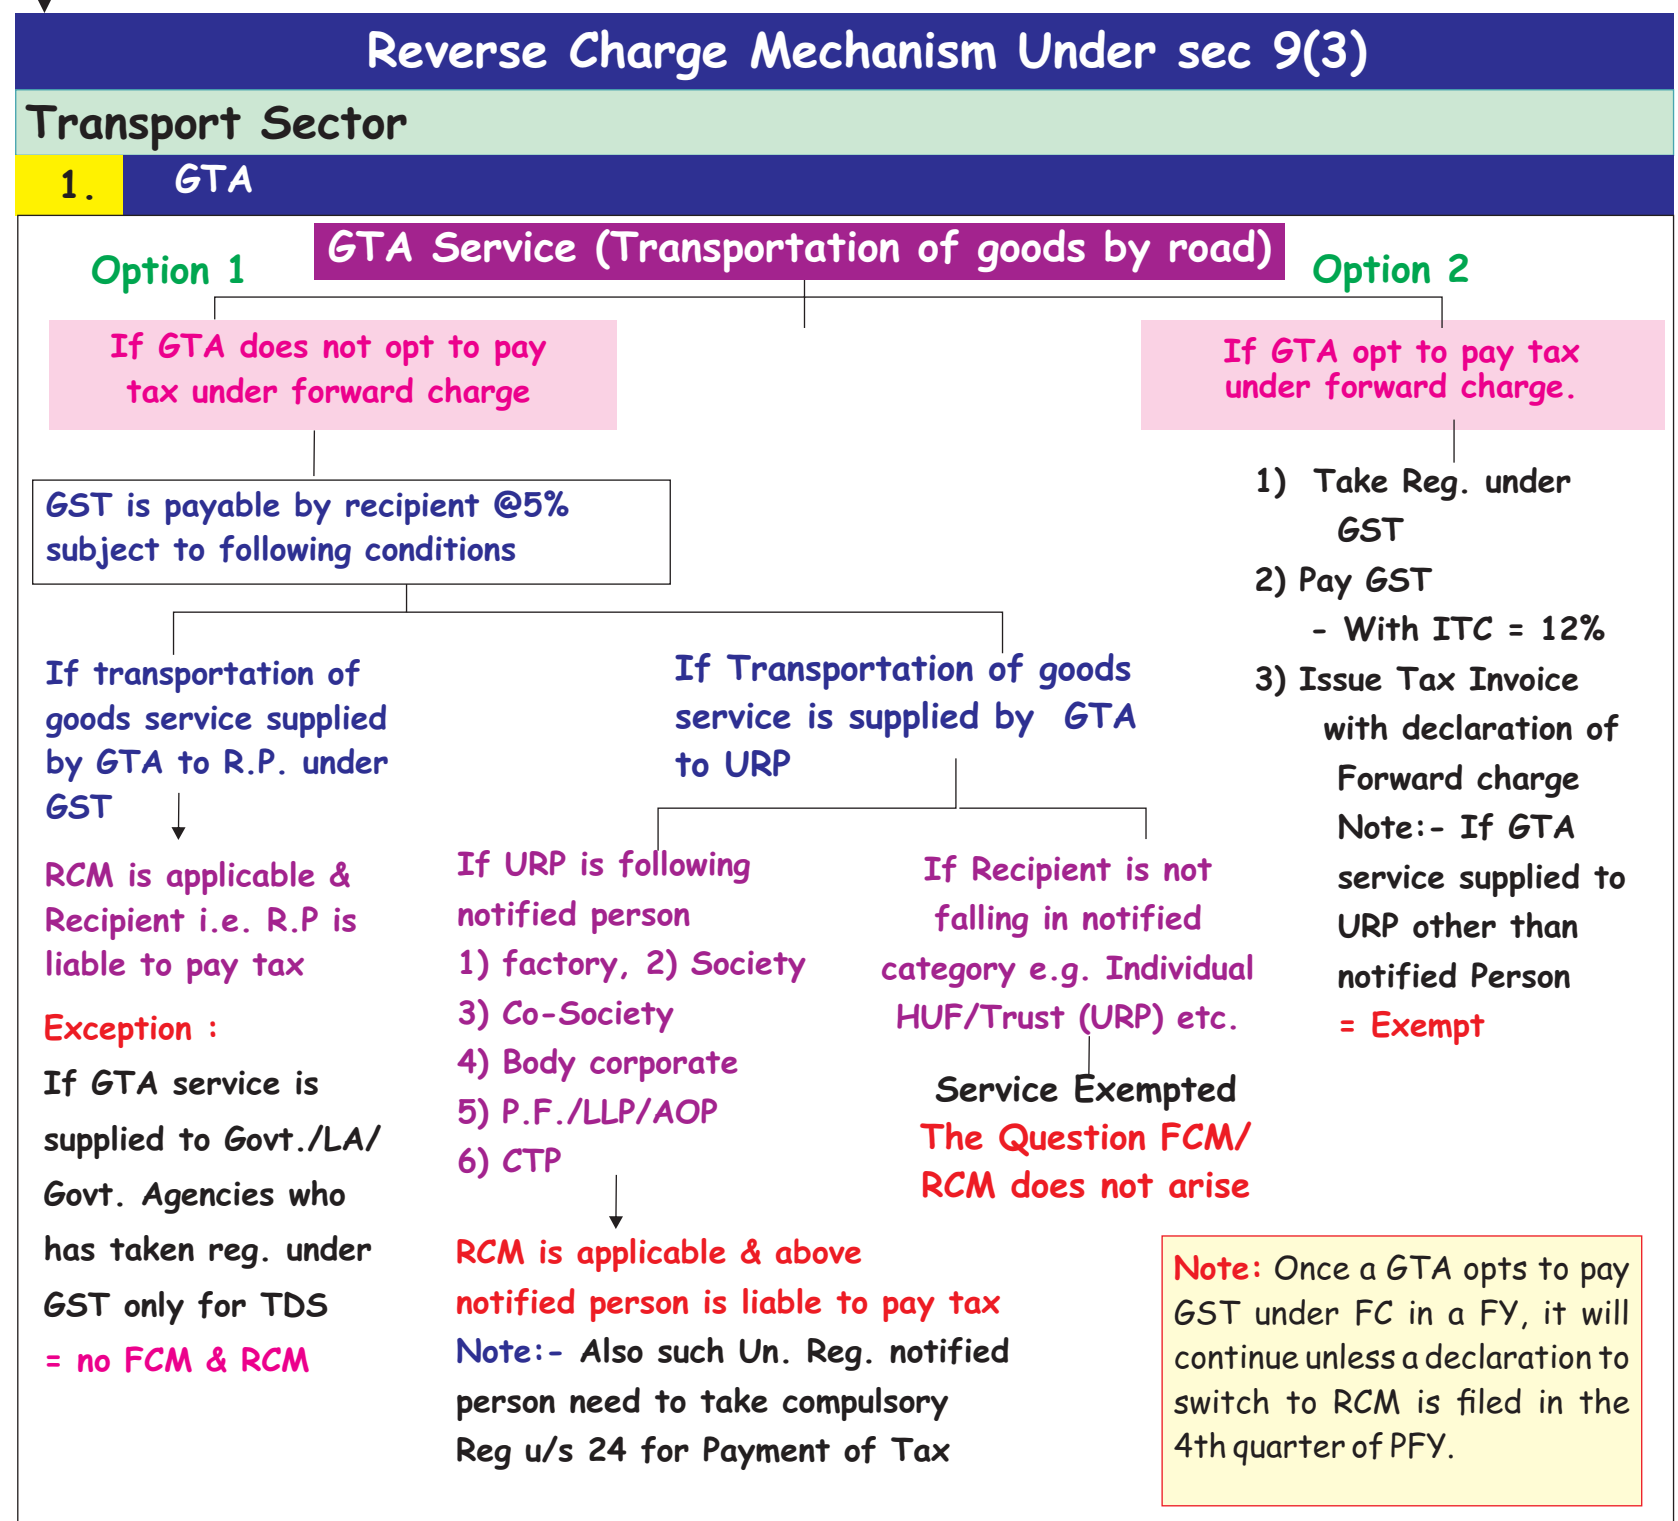 Reverse Charge Mechanism Under sec 9(3)
Transport Sector
1. GTA
GTA Service (Transportation of goods by road)
Option 1
If GTA does not opt to pay
tax under forward charge
GST is payable by recipient @5%
subject to following conditions
If transportation of
goods service supplied
by GTA to R.P. under
GST
RCM is applicable &
Recipient i.e. R.P is
liable to pay tax
Exception :
If GTA service is
supplied to Govt./LA/
Govt. Agencies who
has taken reg. under
GST only for TDS
= no FCM & RCM
If Transportation of goods
service is supplied by GTA
to URP
If URP is following
notified person
1) factory, 2) Society
3) Co-Society
4) Body corporate
5) P.F./LLP/AOP
6) CTP
RCM is applicable & above
notified person is liable to pay tax
Note:- Also such Un. Reg. notified
person need to take compulsory
Reg u/s 24 for Payment of Tax
If Recipient is not
falling in notified
category e.g. Individual
HUF/Trust (URP) etc.
Service Exempted
The Question FCM/
RCM does not arise
Option 2
If GTA opt to pay tax
under forward charge.
1) Take Reg. under
GST
2) Pay GST
- With ITC = 12%
3) Issue Tax Invoice
with declaration of
Forward charge
Note:- If GTA
service supplied to
URP other than
notified Person
= Exempt
Note: Once a GTA opts to pay
GST under FC in a FY, it will
continue unless a declaration to
switch to RCM is filed in the
4th quarter of PFY.